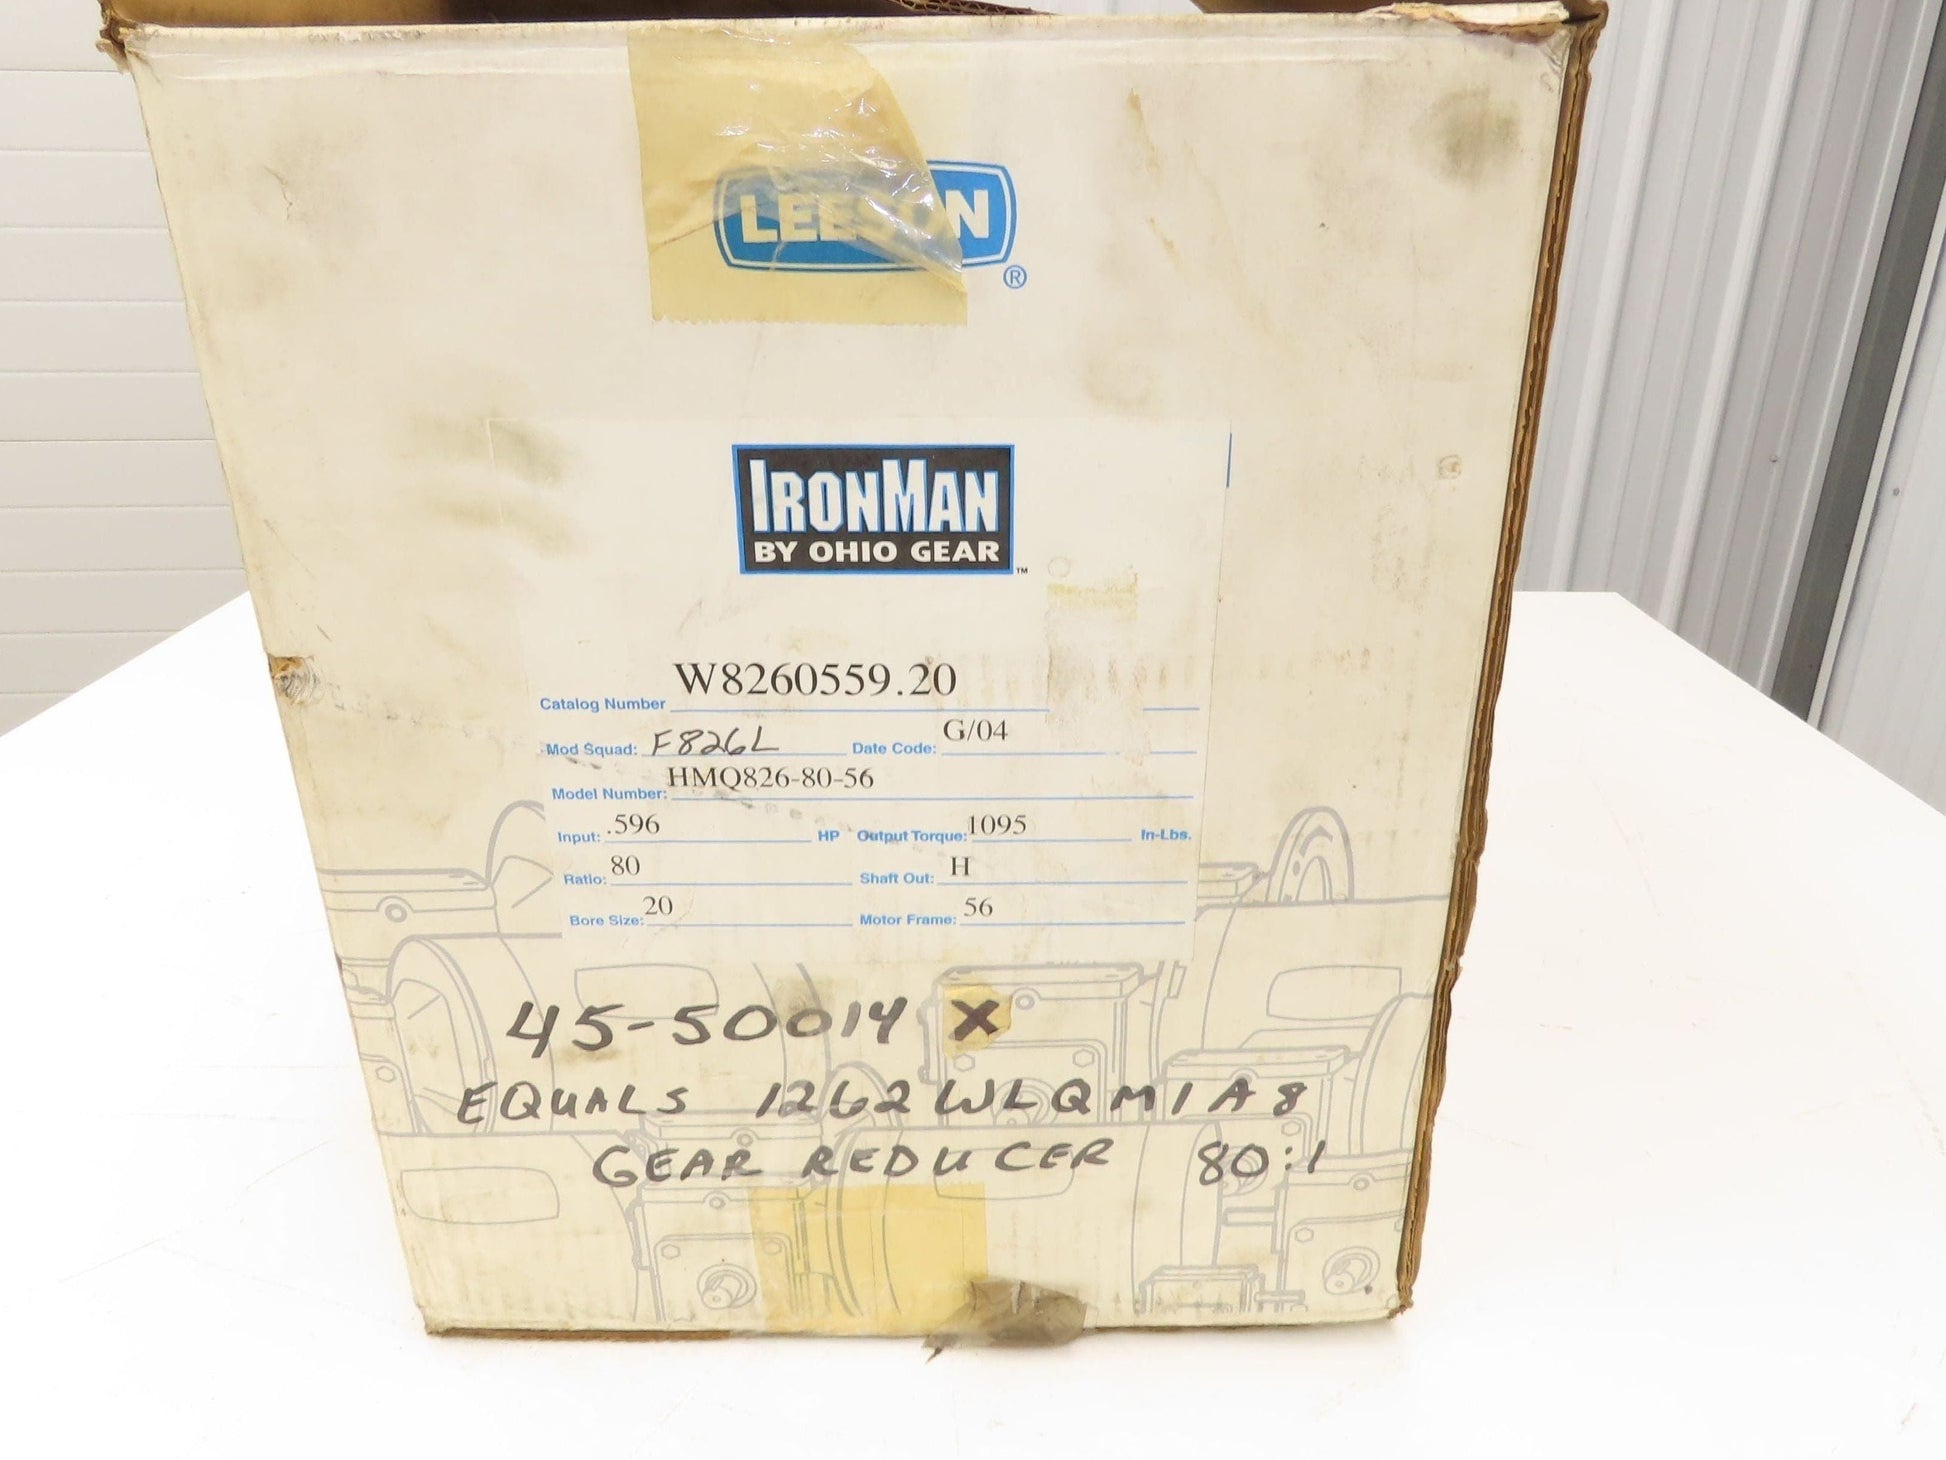 LEESON
®
IRONMAN
BY OHIO GEAR
™
Catalog Number W8260559.20
Mod Squad: F826L Date Code: G/04
Model Number: HMQ826-80-56
Input: .596 HP Output Torque: 1095 In-Lbs.
Ratio: 80 Shaft Out: H
Bore Size: 20 Motor Frame: 56
45-50014 X
EQUALS 1262WLQM1A8
GEAR REDUCER 80:1